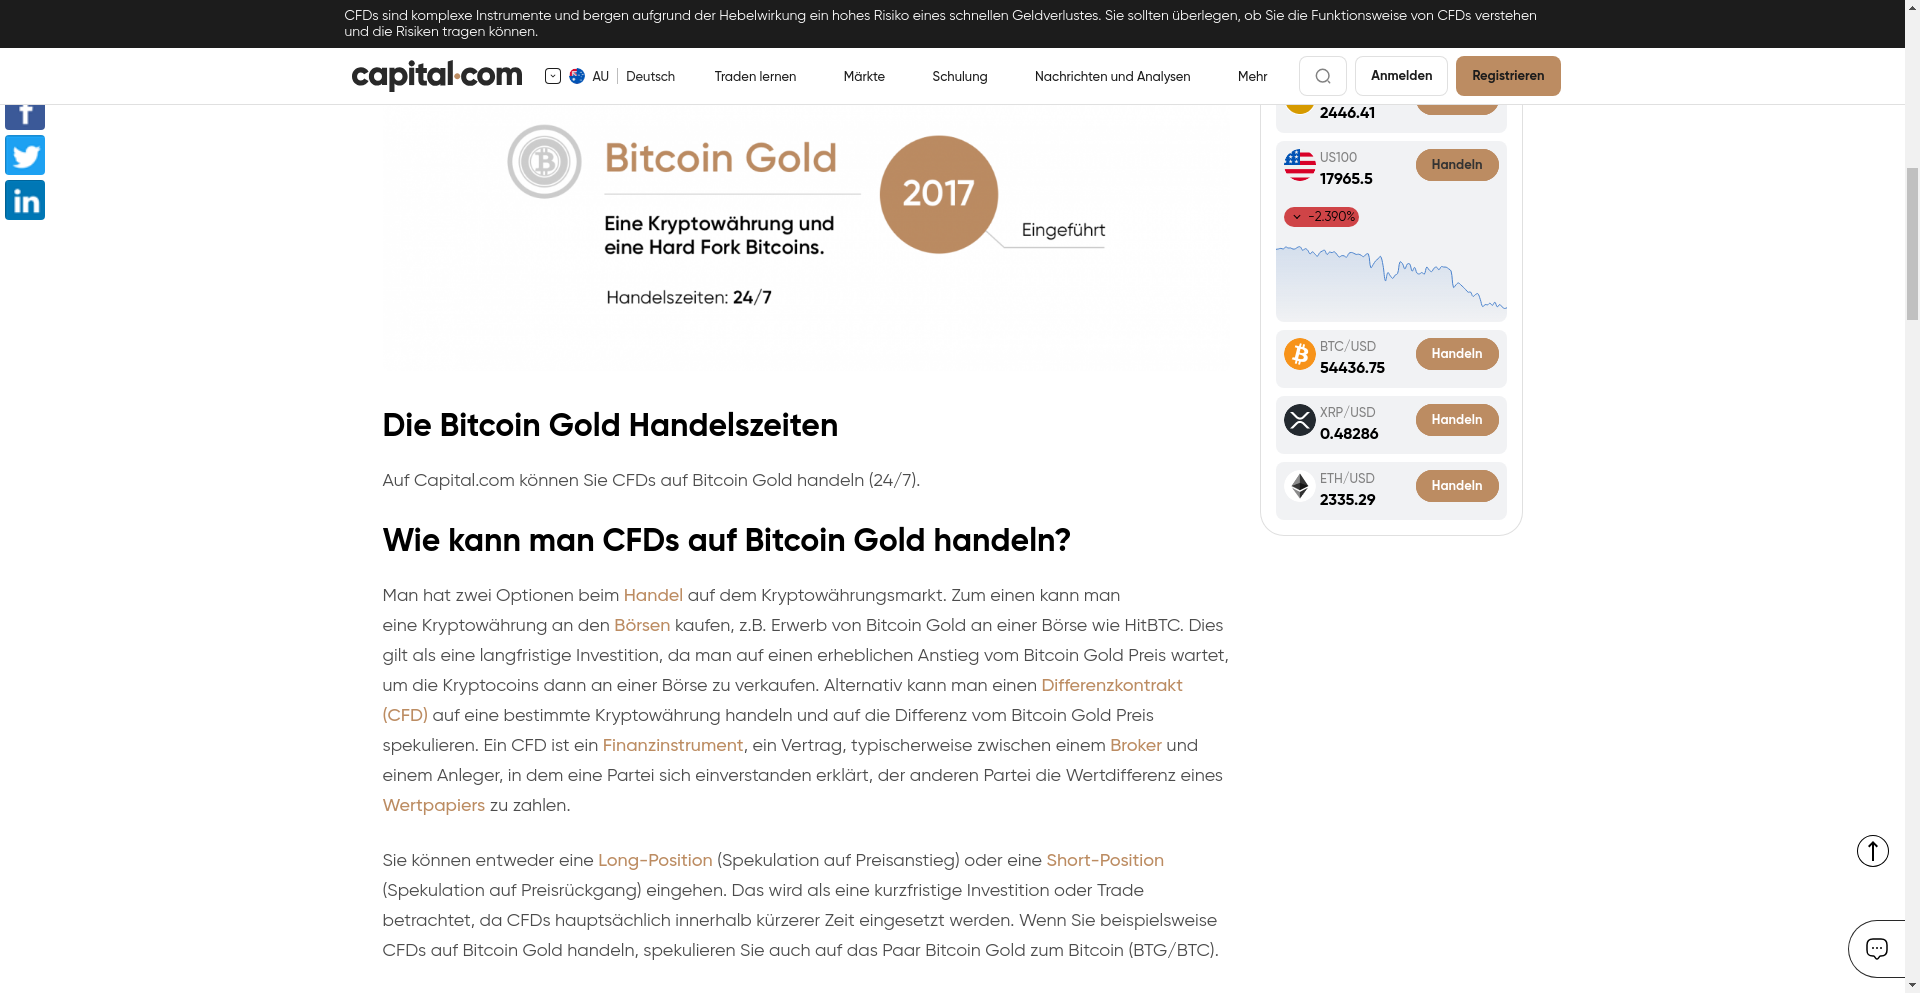 CFDs sind komplexe Instrumente und bergen aufgrund der Hebelwirkung ein hohes Risiko eines schnellen Geldverlustes. Sie sollten überlegen, ob Sie die Funktionsweise von CFDs verstehen
und die Risiken tragen können.
capital.com
AU
Deutsch
Traden lernen
Märkte
Schulung
Nachrichten und Analysen
Mehr
Anmelden
Registrieren
Bitcoin Gold
Eine Kryptowährung und
eine Hard Fork Bitcoins.
Handelszeiten: 24/7
2017
Eingeführt
Die Bitcoin Gold Handelszeiten
Auf Capital.com können Sie CFDs auf Bitcoin Gold handeln (24/7).
Wie kann man CFDs auf Bitcoin Gold handeln?
Man hat zwei Optionen beim Handel auf dem Kryptowährungsmarkt. Zum einen kann man
eine Kryptowährung an den Börsen kaufen, z.B. Erwerb von Bitcoin Gold an einer Börse wie HitBTC. Dies
gilt als eine langfristige Investition, da man auf einen erheblichen Anstieg vom Bitcoin Gold Preis wartet,
um die Kryptocoins dann an einer Börse zu verkaufen. Alternativ kann man einen Differenzkontrakt
(CFD) auf eine bestimmte Kryptowährung handeln und auf die Differenz vom Bitcoin Gold Preis
spekulieren. Ein CFD ist ein Finanzinstrument, ein Vertrag, typischerweise zwischen einem Broker und
einem Anleger, in dem eine Partei sich einverstanden erklärt, der anderen Partei die Wertdifferenz eines
Wertpapiers zu zahlen.
Sie können entweder eine Long-Position (Spekulation auf Preisanstieg) oder eine Short-Position
(Spekulation auf Preisrückgang) eingehen. Das wird als eine kurzfristige Investition oder Trade
betrachtet, da CFDs hauptsächlich innerhalb kürzerer Zeit eingesetzt werden. Wenn Sie beispielsweise
CFDs auf Bitcoin Gold handeln, spekulieren Sie auch auf das Paar Bitcoin Gold zum Bitcoin (BTG/BTC).
2446.41
US100
17965.5
Handeln
-2.390%
BTC/USD
54436.75
Handeln
XRP/USD
0.48286
Handeln
ETH/USD
2335.29
Handeln